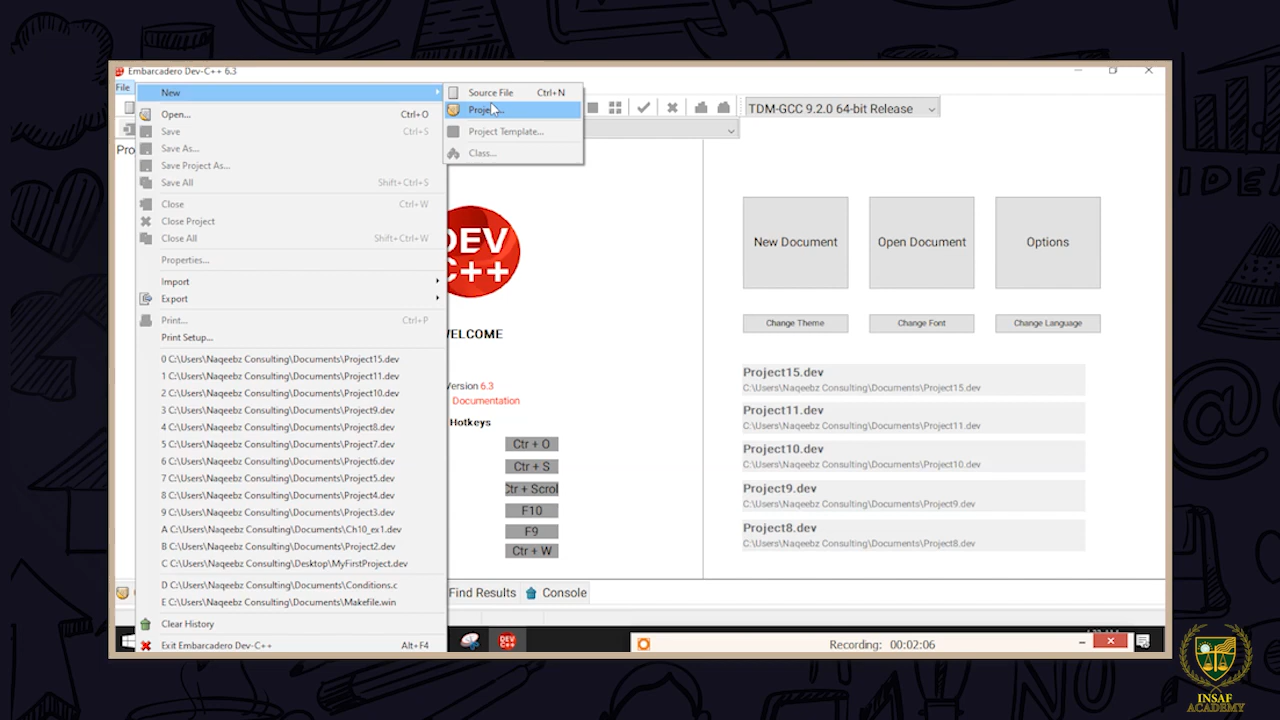 Embarcadero Dev-C++ 6.3
File
New
Open... Ctrl+O
Save Ctrl+S
Save As...
Save Project As...
Save All Shift+Ctrl+S
Close Ctrl+W
Close Project
Close All Shift+Ctrl+W
Properties...
Import
Export
Print... Ctrl+P
Print Setup...
0 C:\Users\Naqeebz Consulting\Documents\Project15.dev
1 C:\Users\Naqeebz Consulting\Documents\Project11.dev
2 C:\Users\Naqeebz Consulting\Documents\Project10.dev
3 C:\Users\Naqeebz Consulting\Documents\Project9.dev
4 C:\Users\Naqeebz Consulting\Documents\Project8.dev
5 C:\Users\Naqeebz Consulting\Documents\Project7.dev
6 C:\Users\Naqeebz Consulting\Documents\Project6.dev
7 C:\Users\Naqeebz Consulting\Documents\Project5.dev
8 C:\Users\Naqeebz Consulting\Documents\Project4.dev
9 C:\Users\Naqeebz Consulting\Documents\Project3.dev
A C:\Users\Naqeebz Consulting\Documents\Ch10_ex1.dev
B C:\Users\Naqeebz Consulting\Documents\Project2.dev
C C:\Users\Naqeebz Consulting\Desktop\MyFirstProject.dev
D C:\Users\Naqeebz Consulting\Documents\Conditions.c
E C:\Users\Naqeebz Consulting\Documents\Makefile.win
Clear History
Exit Embarcadero Dev-C++ Alt+F4
Source File Ctrl+N
Project...
Project Template...
Class...
TDM-GCC 9.2.0 64-bit Release
Pro
DEV
C++
WELCOME
Version 6.3
Documentation
Hotkeys
Ctr + O
Ctr + S
Ctr + Scrol
F10
F9
Ctr + W
New Document
Open Document
Options
Change Theme
Change Font
Change Language
Project15.dev
C:\Users\Naqeebz Consulting\Documents\Project15.dev
Project11.dev
C:\Users\Naqeebz Consulting\Documents\Project11.dev
Project10.dev
C:\Users\Naqeebz Consulting\Documents\Project10.dev
Project9.dev
C:\Users\Naqeebz Consulting\Documents\Project9.dev
Project8.dev
C:\Users\Naqeebz Consulting\Documents\Project8.dev
Find Results
Console
DEV
C++
Recording: 00:02:06
IDEA
INSAF
ACADEMY